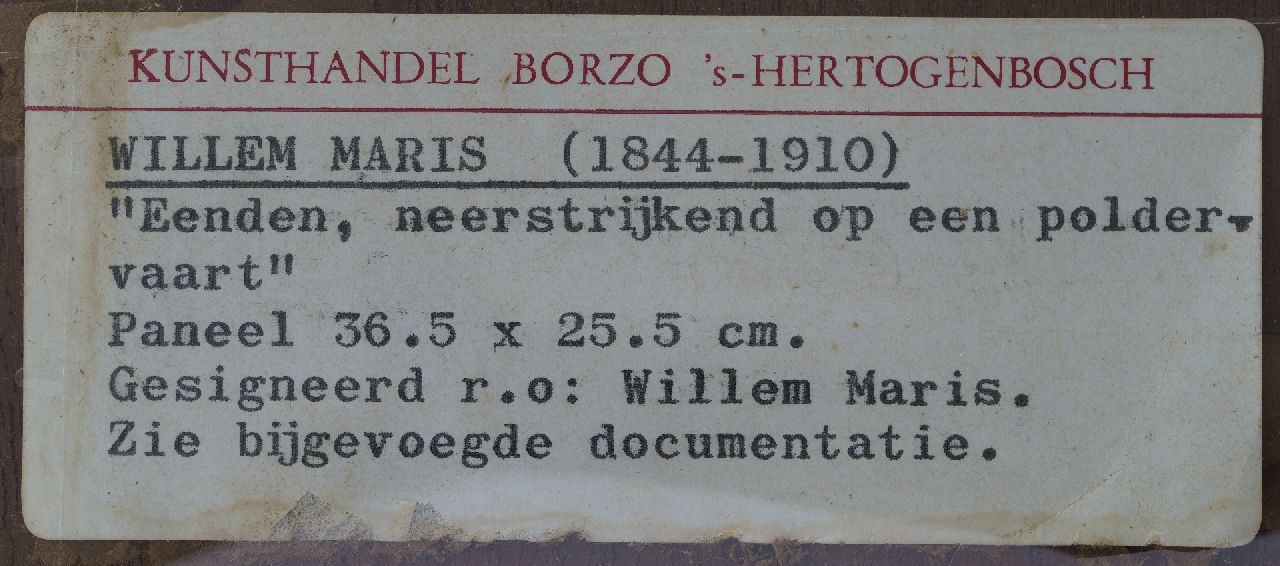 KUNSTHANDEL BORZO 's-HERTOGENBOSCH
WILLEM MARIS (1844-1910)
"Eenden, neerstrijkend op een polder-
vaart"
Paneel 36.5 x 25.5 cm.
Gesigneerd r.o: Willem Maris.
Zie bijgevoegde documentatie.